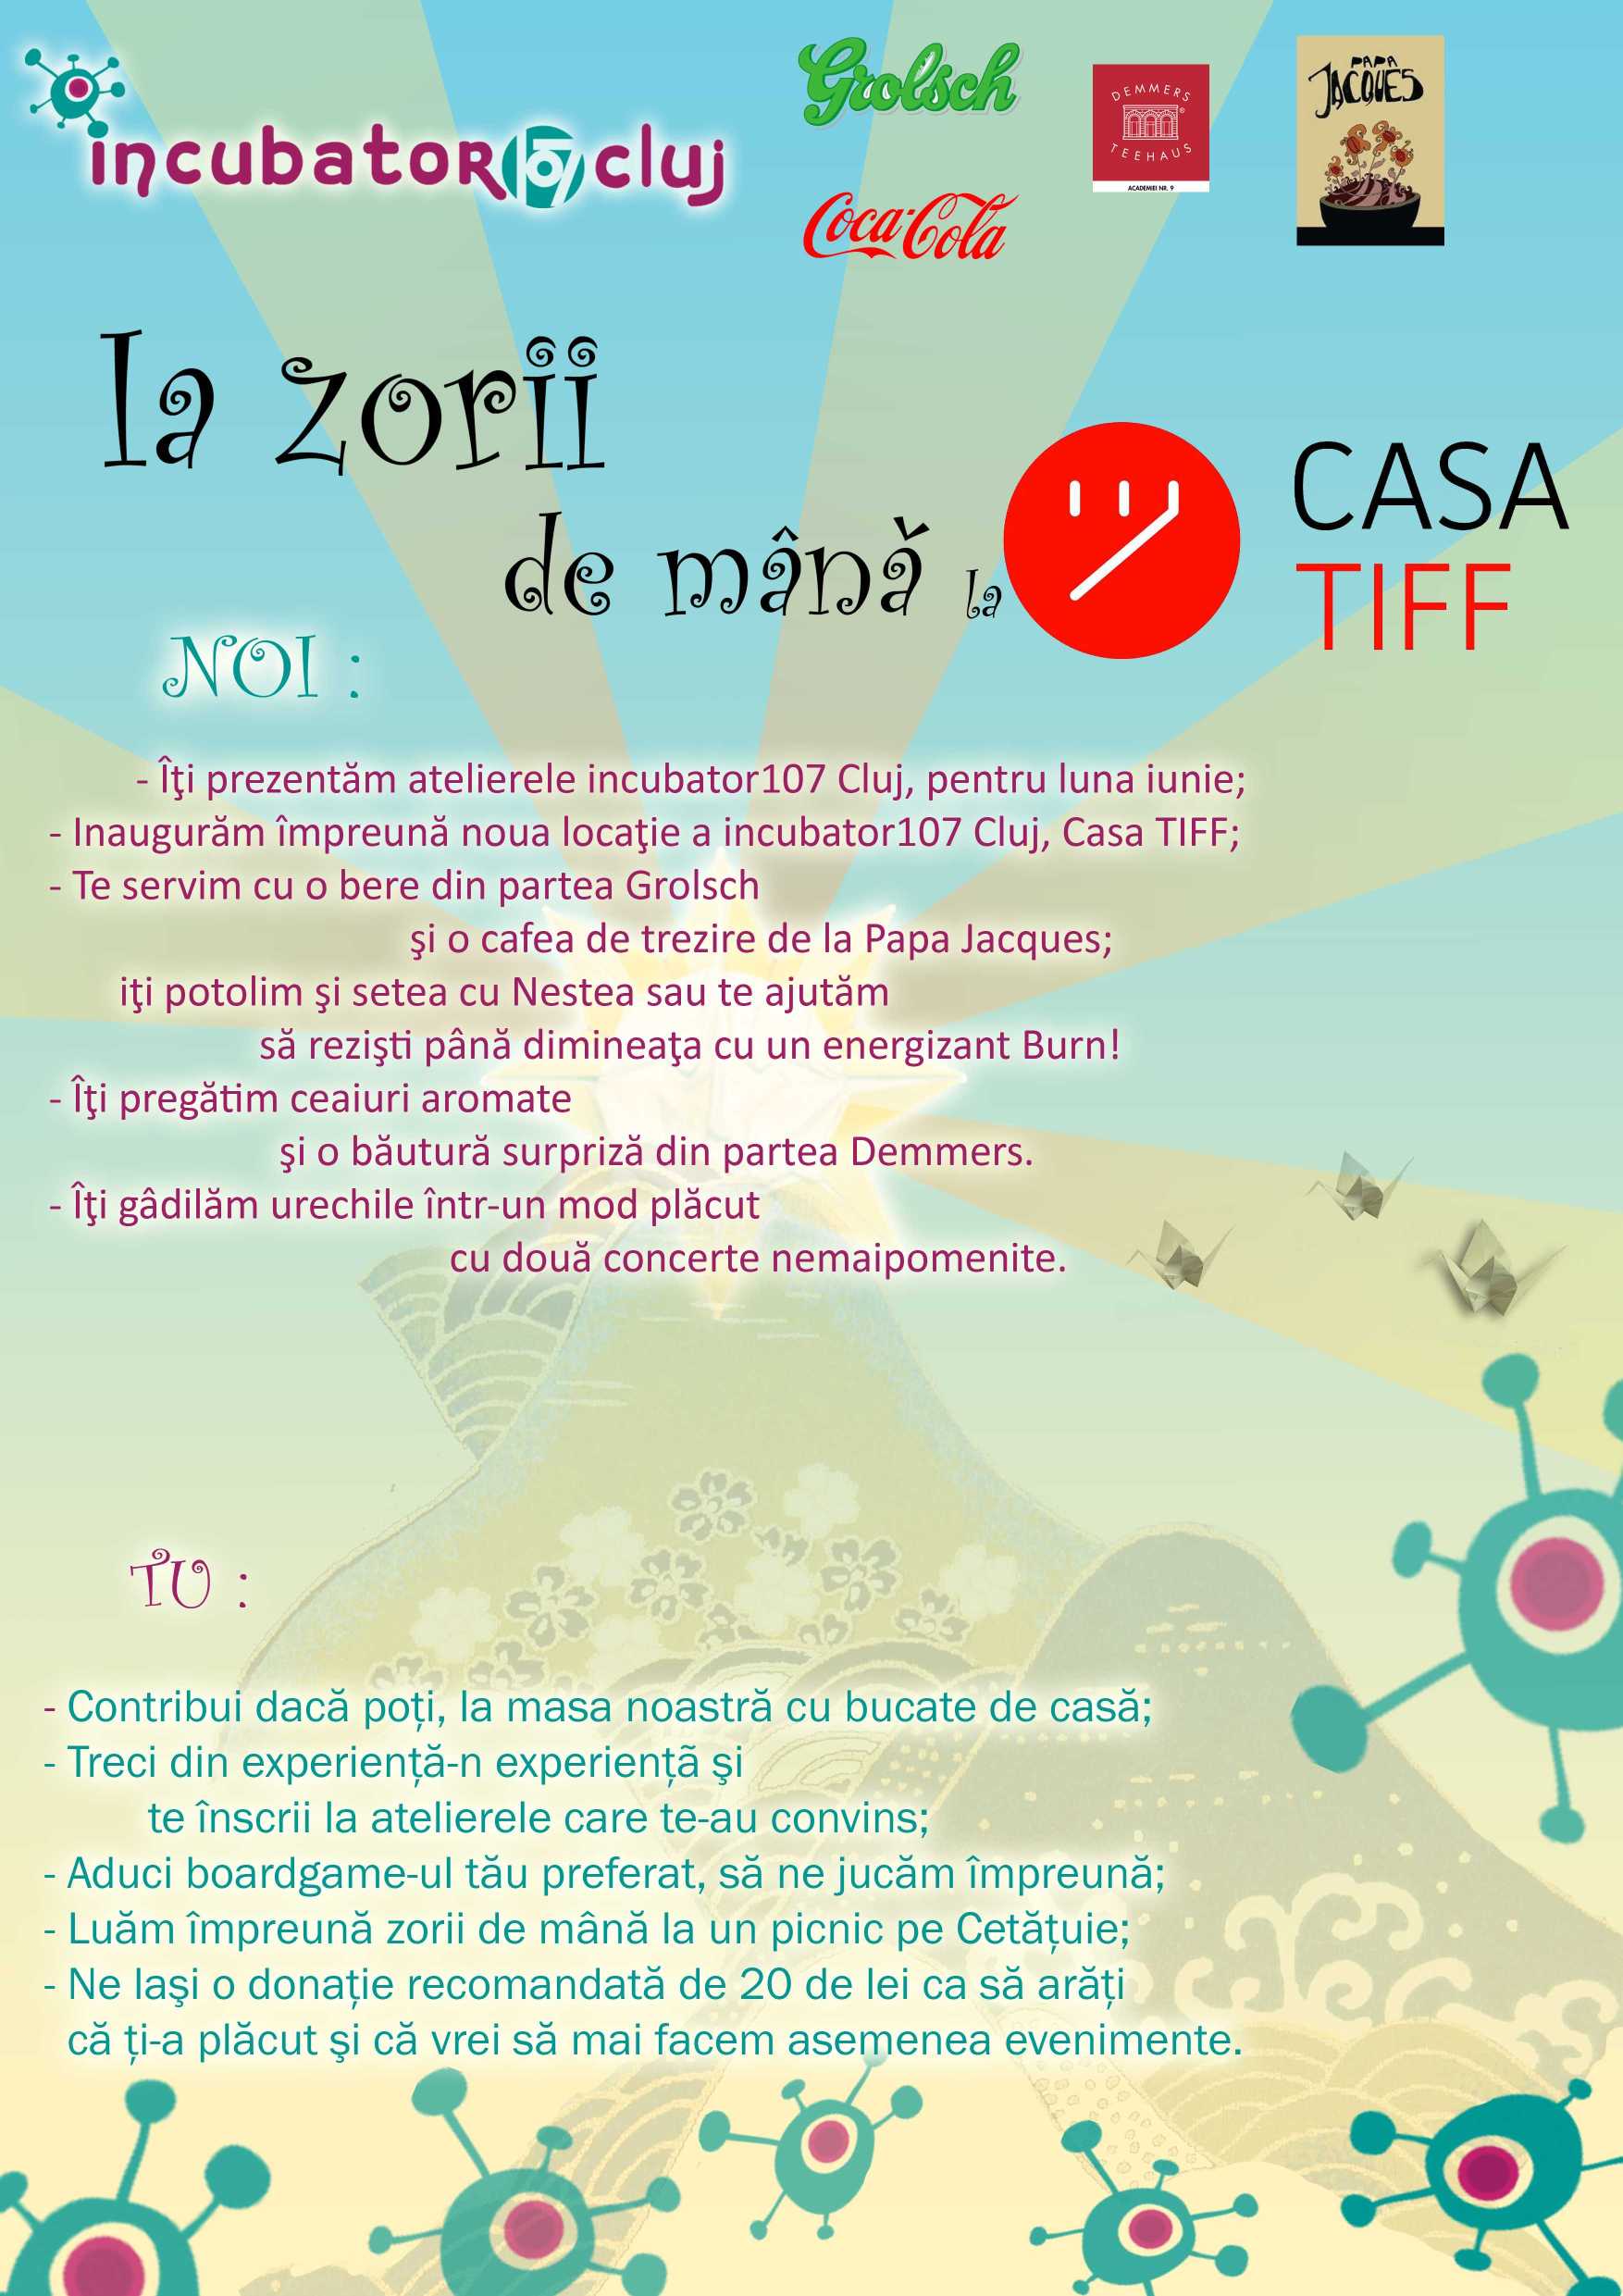 incubator107cluj
Grolsch
Coca-Cola
DEMMERS
TEEHAUS
ACADEMIEI NR. 9
PAPA
JACQUES
Ia zorii
de mână la
CASA
TIFF
NOI :
- Îţi prezentăm atelierele incubator107 Cluj, pentru luna iunie;
- Inaugurăm împreună noua locaţie a incubator107 Cluj, Casa TIFF;
- Te servim cu o bere din partea Grolsch
şi o cafea de trezire de la Papa Jacques;
iţi potolim şi setea cu Nestea sau te ajutăm
să rezişti până dimineaţa cu un energizant Burn!
- Îţi pregătim ceaiuri aromate
şi o băutură surpriză din partea Demmers.
- Îţi gâdilăm urechile într-un mod plăcut
cu două concerte nemaipomenite.
TU :
- Contribui dacă poți, la masa noastră cu bucate de casă;
- Treci din experiență-n experiențã şi
te înscrii la atelierele care te-au convins;
- Aduci boardgame-ul tău preferat, să ne jucăm împreună;
- Luăm împreună zorii de mână la un picnic pe Cetățuie;
- Ne laşi o donație recomandată de 20 de lei ca să arăți
că ți-a plăcut şi că vrei să mai facem asemenea evenimente.